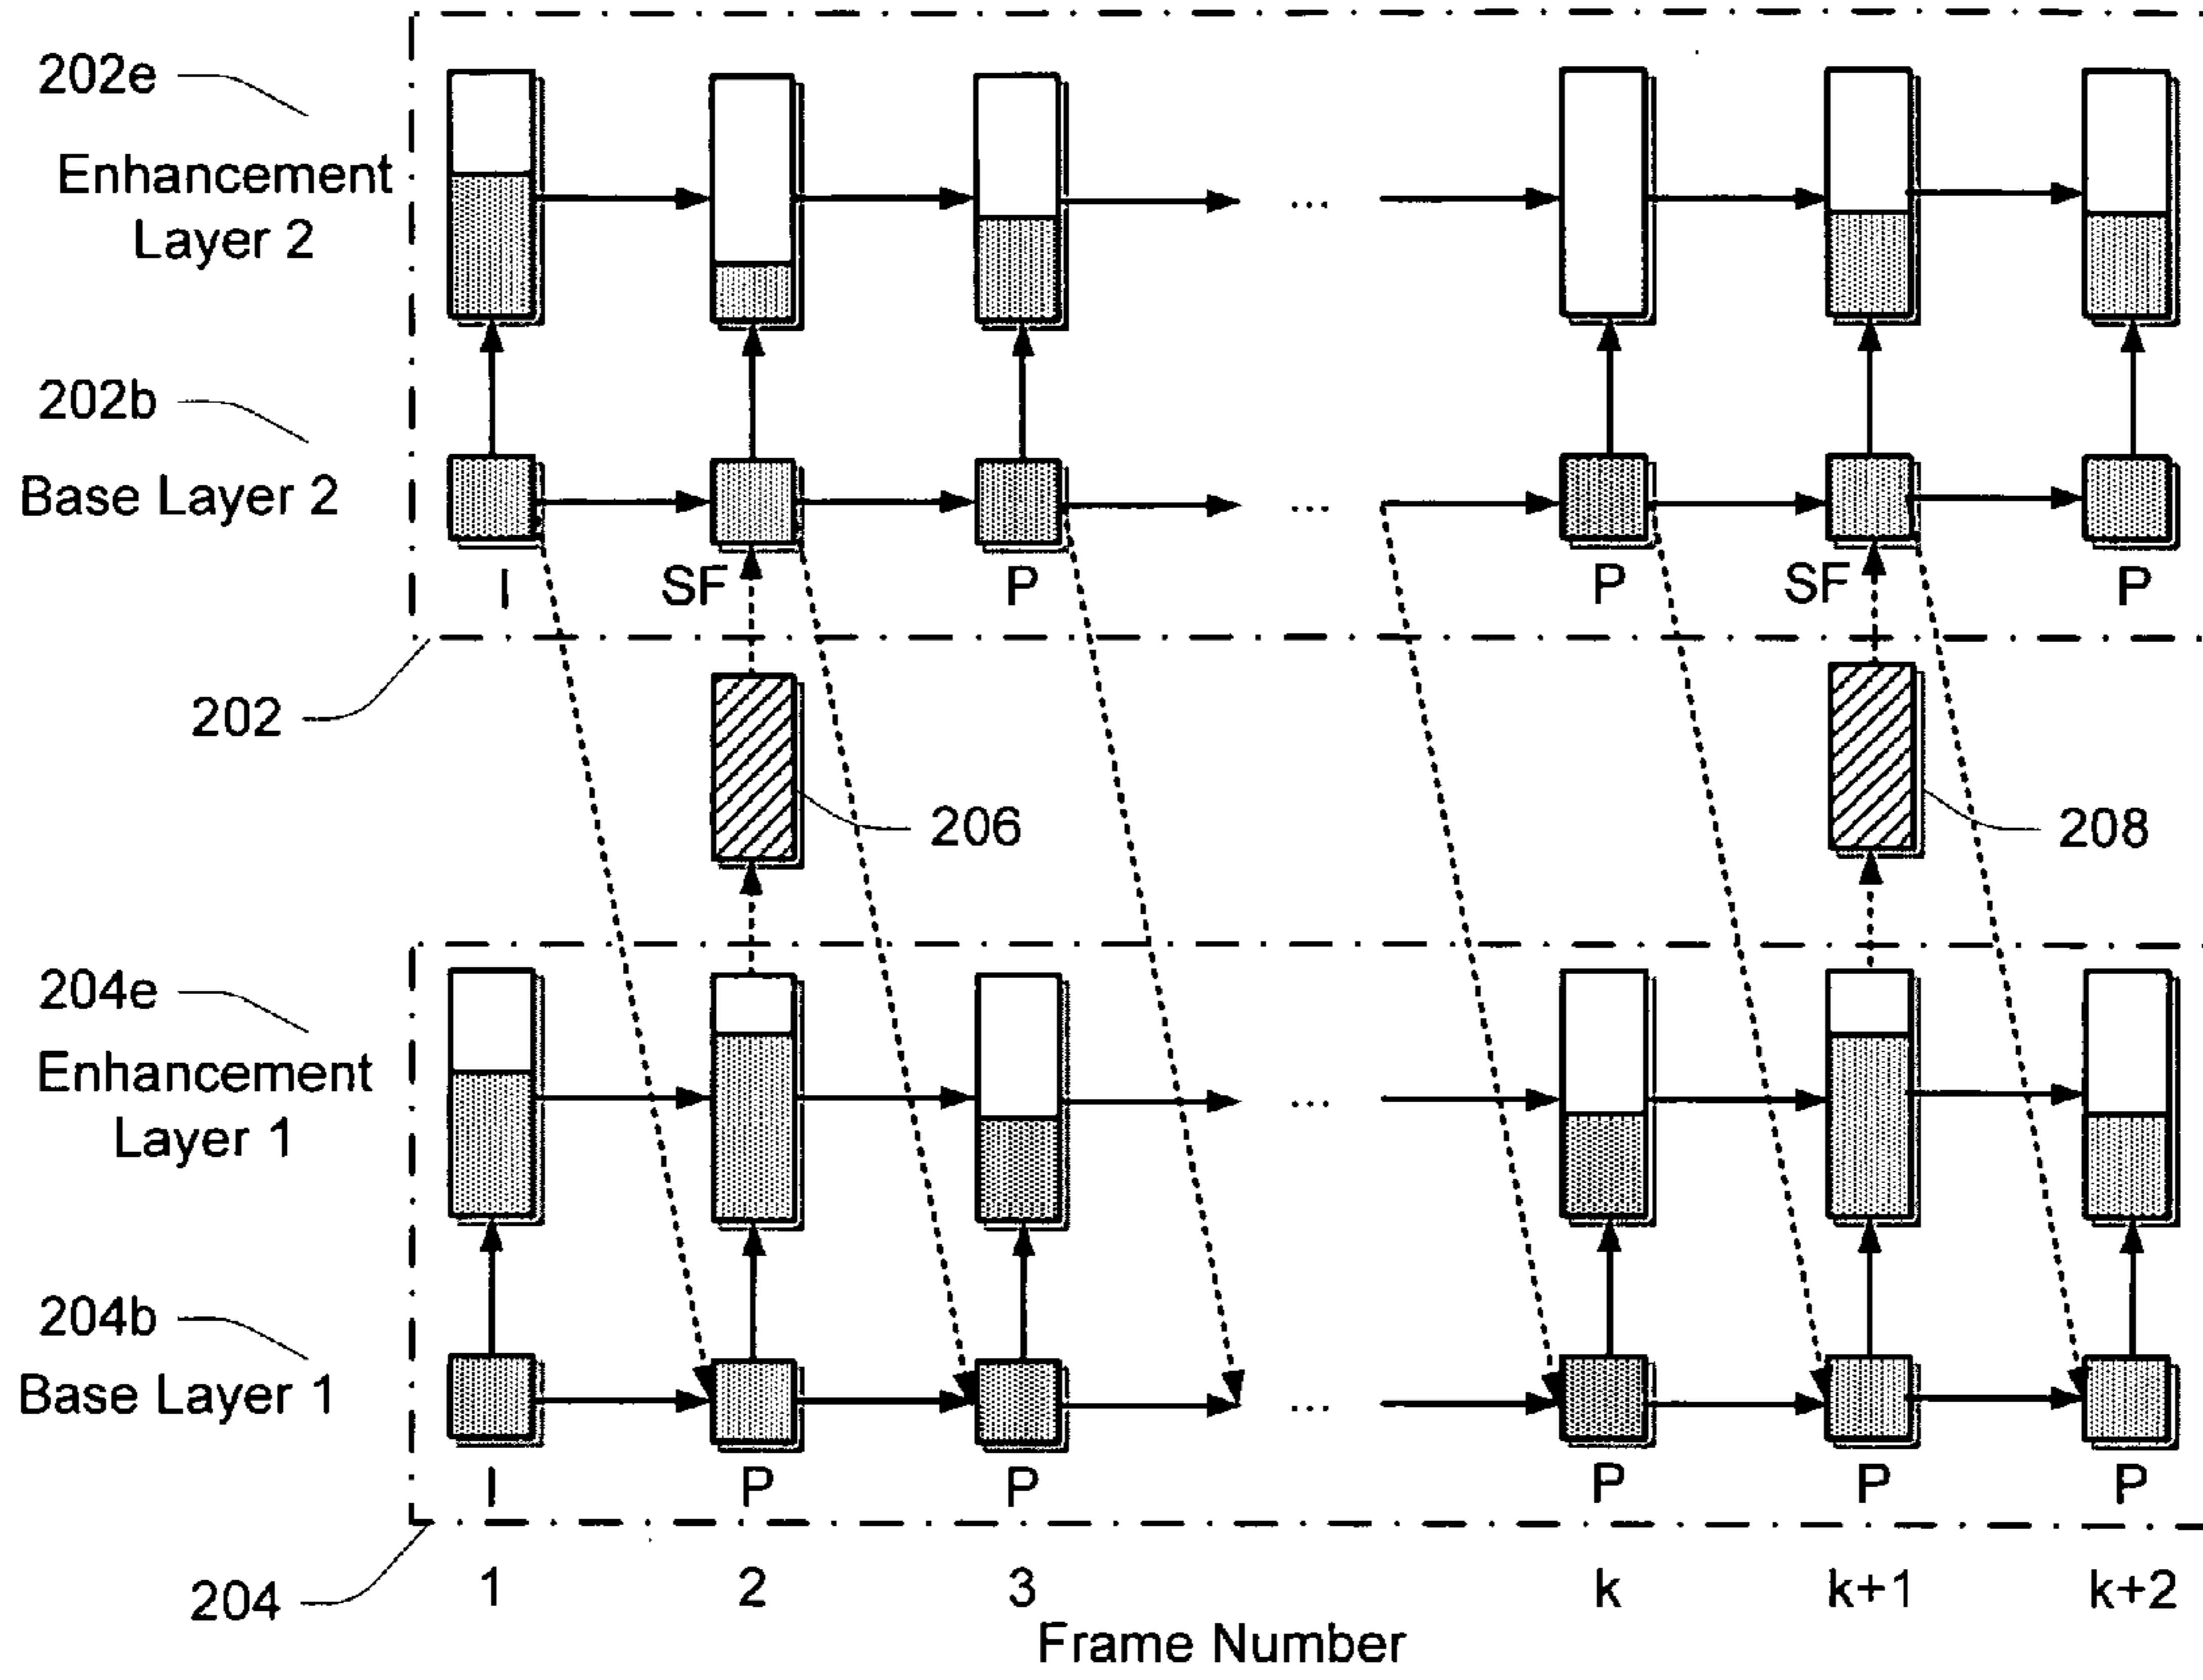 202e
Enhancement
Layer 2
...
202b
Base Layer 2
...
I SF P P SF P
202
206
208
204e
Enhancement
Layer 1
...
204b
Base Layer 1
...
I P P P P P
204
1 2 3 k k+1 k+2
Frame Number